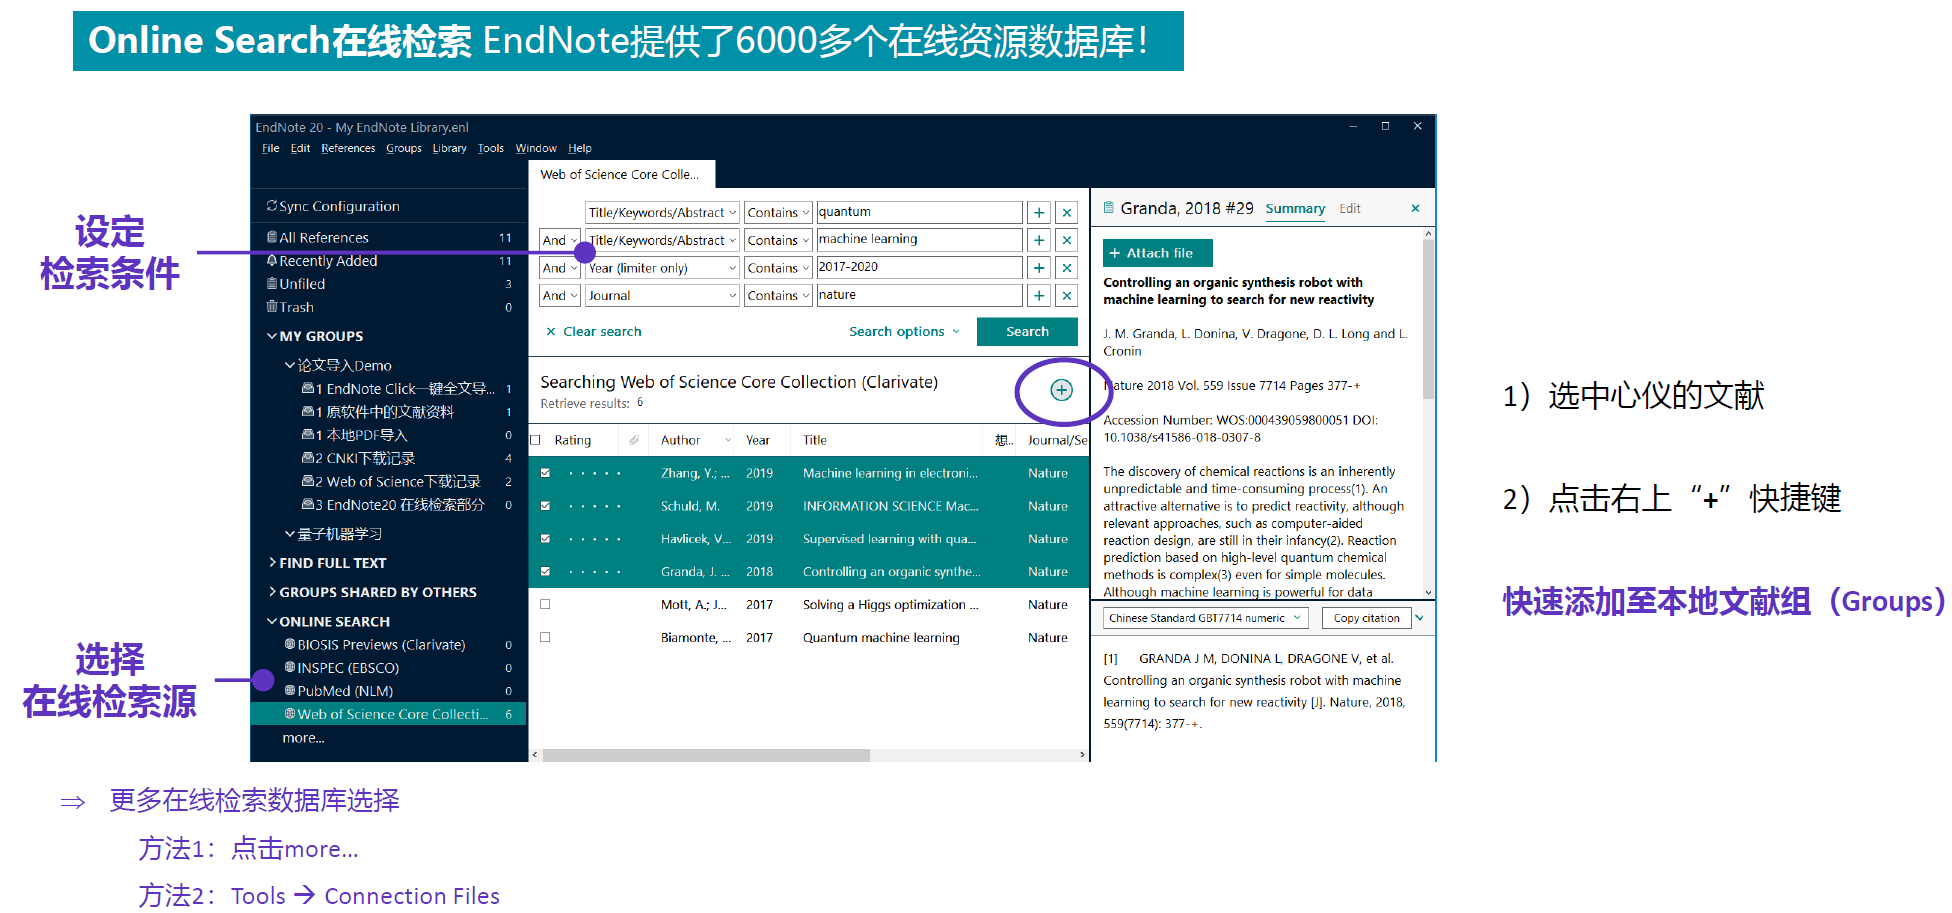 Online Search在线检索 EndNote提供了6000多个在线资源数据库！
EndNote 20 - My EndNote Library.enl
File Edit References Groups Library Tools Window Help
设定
检索条件
选择
在线检索源
Sync Configuration
All References 11
Recently Added 11
Unfiled 3
Trash 0
MY GROUPS
论文导入Demo
1 EndNote Click一键全文导... 1
1 原软件中的文献资料 1
1 本地PDF导入 0
2 CNKI下载记录 4
2 Web of Science下载记录 2
3 EndNote20 在线检索部分 0
量子机器学习
FIND FULL TEXT
GROUPS SHARED BY OTHERS
ONLINE SEARCH
BIOSIS Previews (Clarivate) 0
INSPEC (EBSCO) 0
PubMed (NLM) 0
Web of Science Core Collecti... 6
more...
Web of Science Core Colle...
Title/Keywords/Abstract Contains quantum
And Title/Keywords/Abstract Contains machine learning
And Year (limiter only) Contains 2017-2020
And Journal Contains nature
Clear search Search options Search
Searching Web of Science Core Collection (Clarivate)
Retrieve results: 6
Rating Author Year Title 想.. Journal/Se
Zhang, Y.; ... 2019 Machine learning in electroni... Nature
Schuld, M. 2019 INFORMATION SCIENCE Mac... Nature
Havlicek, V... 2019 Supervised learning with qua... Nature
Granda, J. ... 2018 Controlling an organic synthe... Nature
Mott, A.; J... 2017 Solving a Higgs optimization ... Nature
Biamonte, ... 2017 Quantum machine learning Nature
Granda, 2018 #29 Summary Edit
+ Attach file
Controlling an organic synthesis robot with
machine learning to search for new reactivity
J. M. Granda, L. Donina, V. Dragone, D. L. Long and L.
Cronin
Nature 2018 Vol. 559 Issue 7714 Pages 377-+
Accession Number: WOS:000439059800051 DOI:
10.1038/s41586-018-0307-8
The discovery of chemical reactions is an inherently
unpredictable and time-consuming process(1). An
attractive alternative is to predict reactivity, although
relevant approaches, such as computer-aided
reaction design, are still in their infancy(2). Reaction
prediction based on high-level quantum chemical
methods is complex(3) even for simple molecules.
Although machine learning is powerful for data
Chinese Standard GBT7714 numeric Copy citation
[1] GRANDA J M, DONINA L, DRAGONE V, et al.
Controlling an organic synthesis robot with machine
learning to search for new reactivity [J]. Nature, 2018,
559(7714): 377-+.
1）选中心仪的文献
2）点击右上“+”快捷键
快速添加至本地文献组（Groups）
⇒ 更多在线检索数据库选择
方法1：点击more...
方法2：Tools → Connection Files